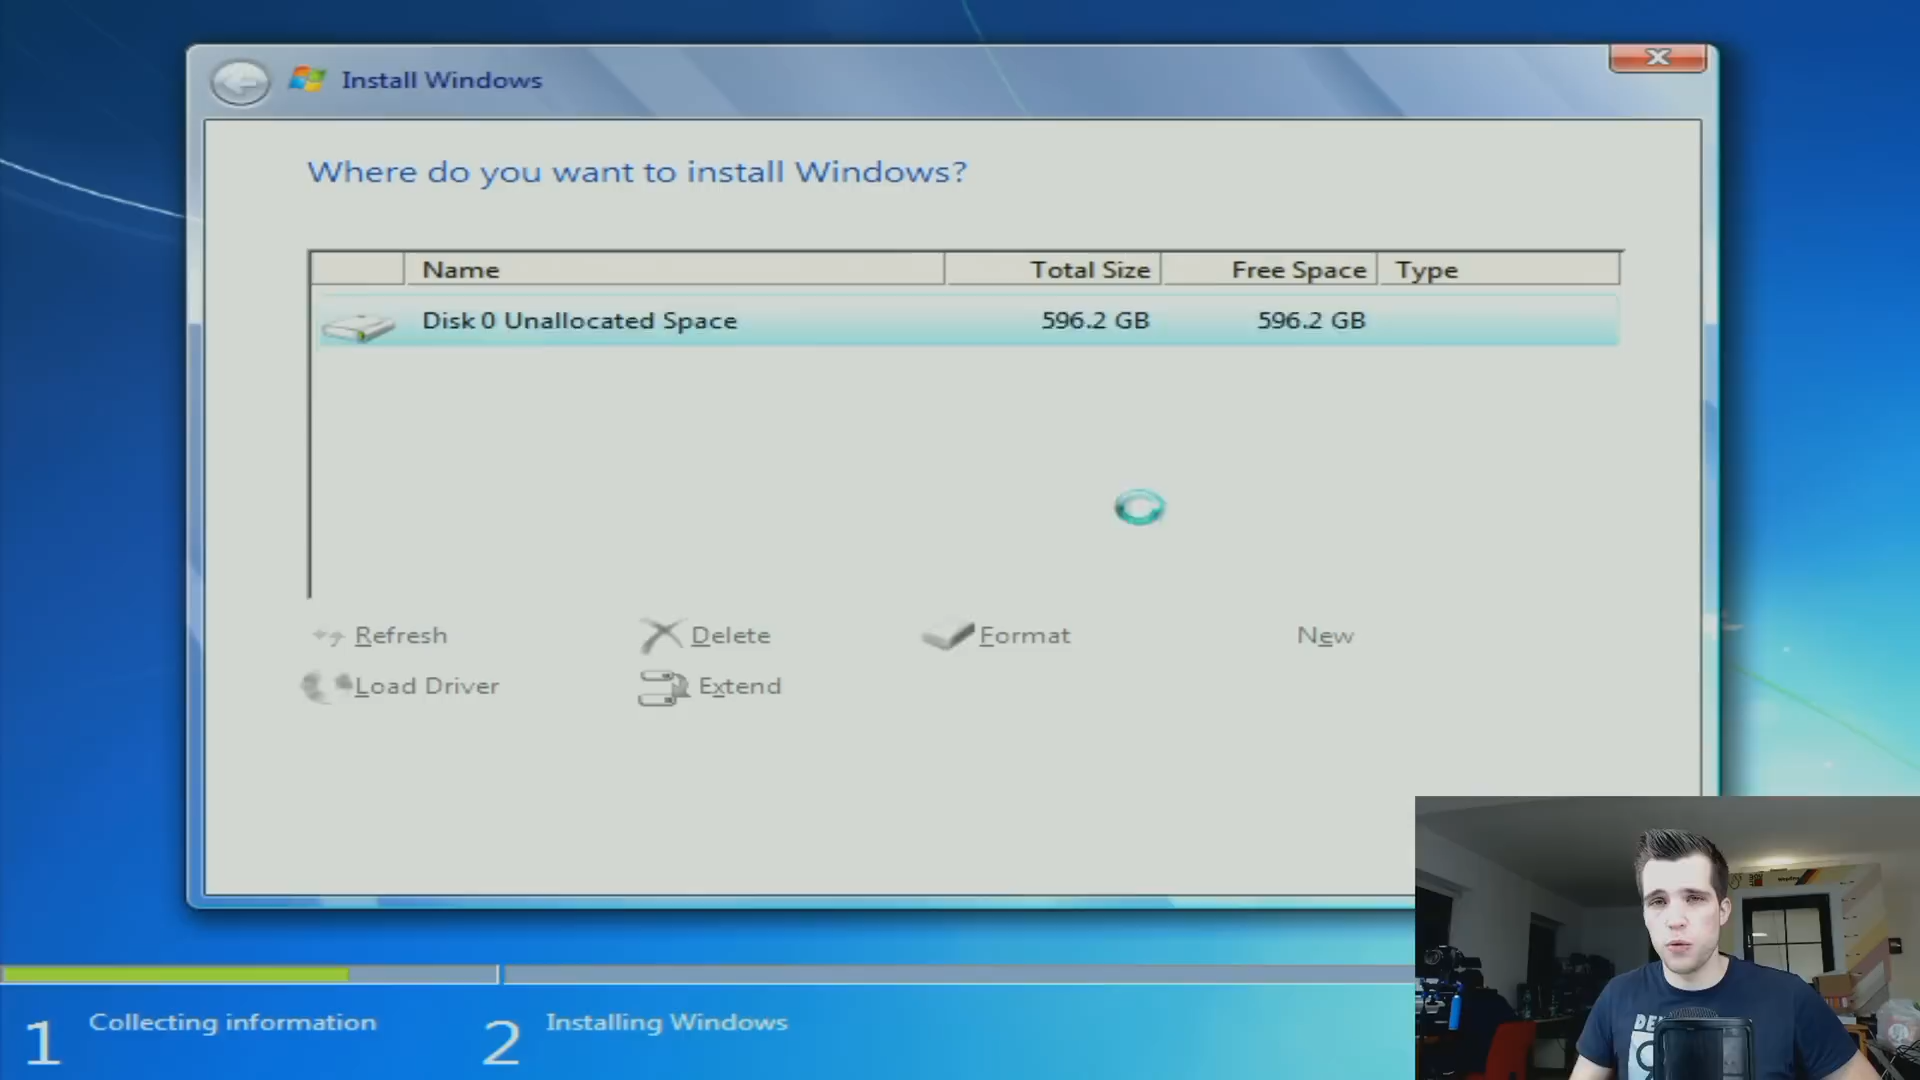 Install Windows
Where do you want to install Windows?
Name Total Size Free Space Type
Disk 0 Unallocated Space 596.2 GB 596.2 GB
Refresh Delete Format New
Load Driver Extend
1 Collecting information 2 Installing Windows